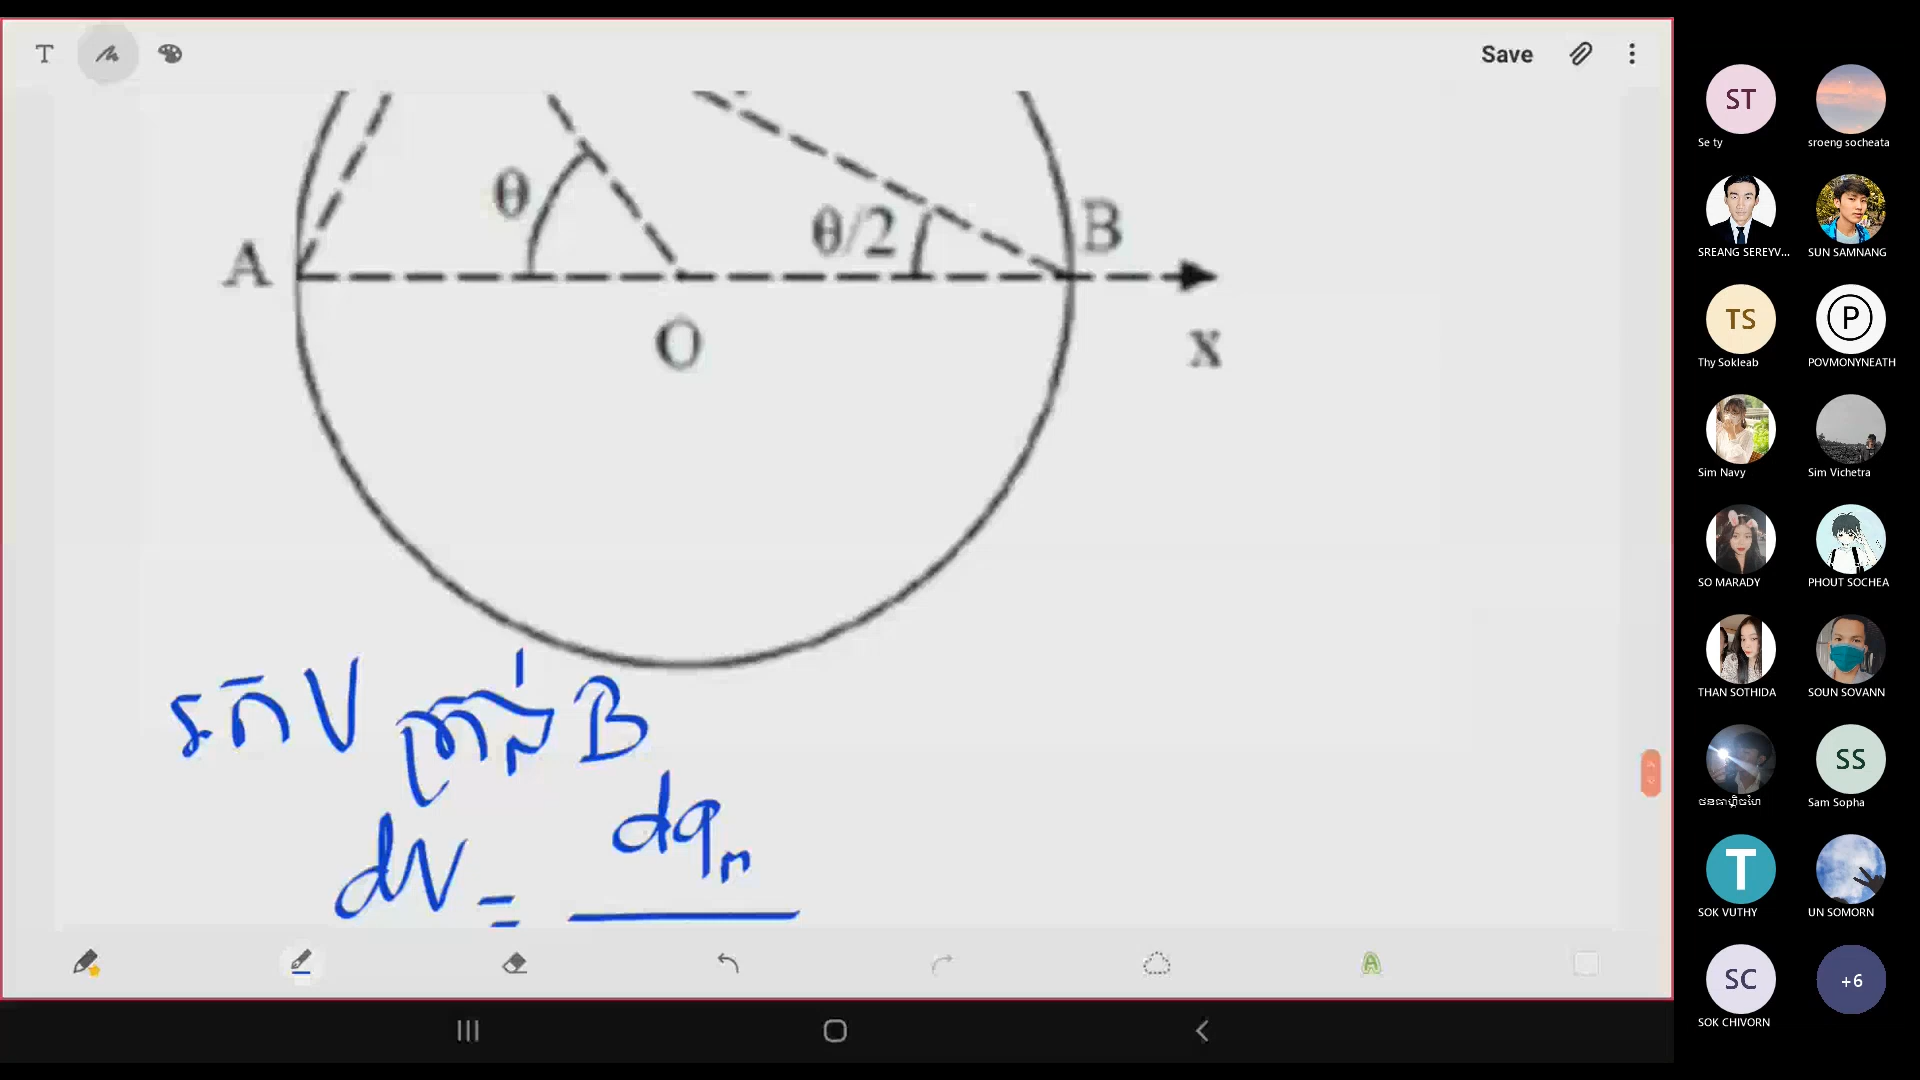 T
Save
A
θ
θ/2
B
O
x
រក V ត្រង់ B
dV =
dq
ST
Se ty
sroeng socheata
SREANG SEREYV...
SUN SAMNANG
TS
Thy Sokleab
P
POVMONYNEATH
Sim Navy
Sim Vichetra
SO MARADY
PHOUT SOCHEA
THAN SOTHIDA
SOUN SOVANN
SS
Sam Sopha
T
SOK VUTHY
UN SOMORN
SC
SOK CHIVORN
+6
A